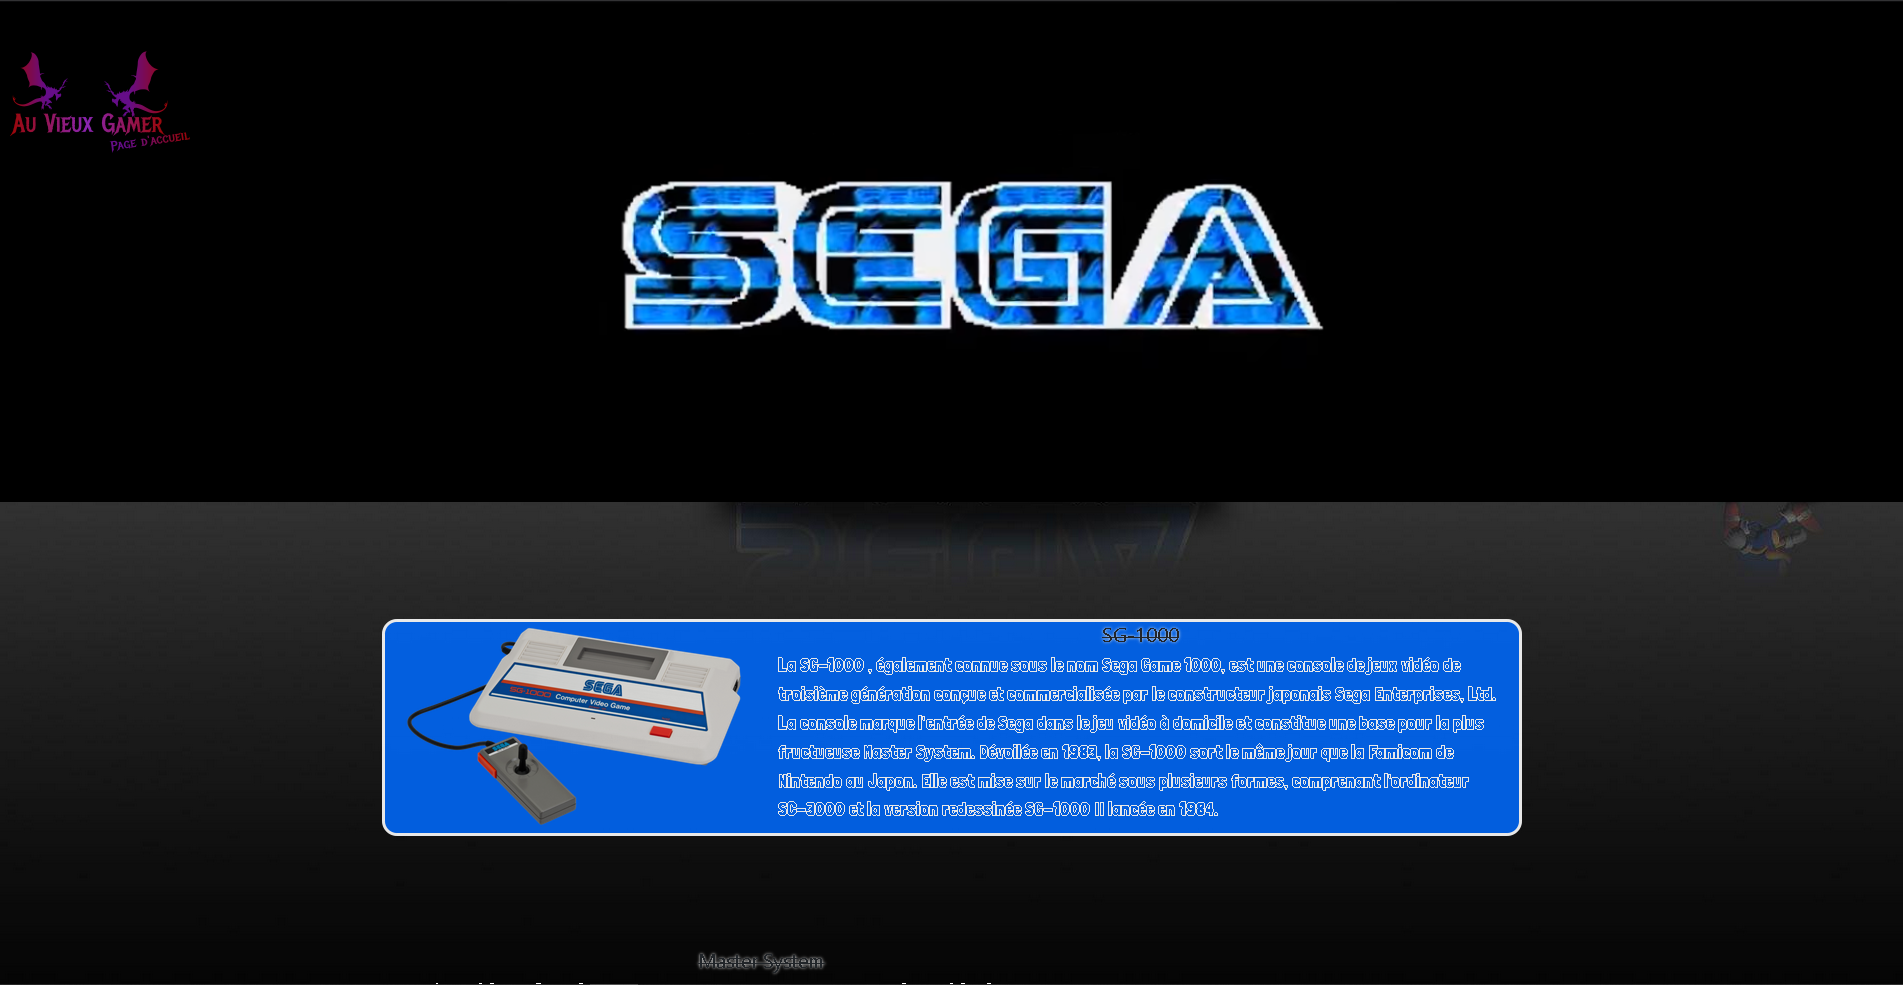 Au Vieux Gamer
Page d'accueil
SEGA
SG-1000
SEGA
SG-1000 Computer Video Game
La SG-1000 , également connue sous le nom Sega Game 1000, est une console de jeux vidéo de
troisième génération conçue et commercialisée par le constructeur japonais Sega Enterprises, Ltd.
La console marque l'entrée de Sega dans le jeu vidéo à domicile et constitue une base pour la plus
fructueuse Master System. Dévoilée en 1983, la SG-1000 sort le même jour que la Famicom de
Nintendo au Japon. Elle est mise sur le marché sous plusieurs formes, comprenant l'ordinateur
SC-3000 et la version redessinée SG-1000 II lancée en 1984.
Master System